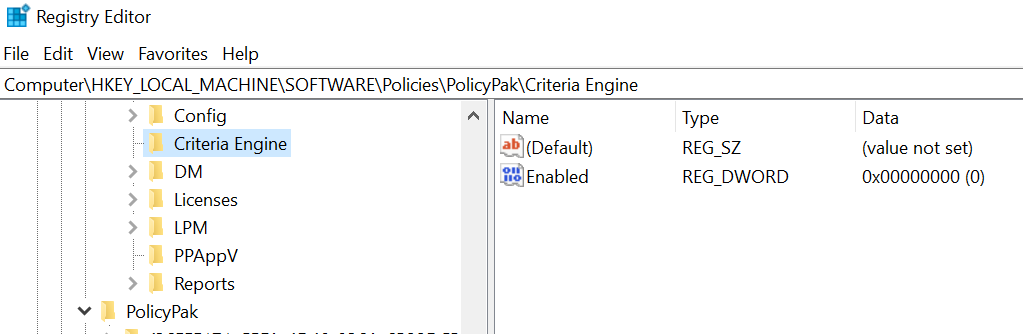 Registry Editor
File Edit View Favorites Help
Computer\HKEY_LOCAL_MACHINE\SOFTWARE\Policies\PolicyPak\Criteria Engine
Config
Criteria Engine
DM
Licenses
LPM
PPAppV
Reports
PolicyPak
Name Type Data
ab (Default) REG_SZ (value not set)
Enabled REG_DWORD 0x00000000 (0)